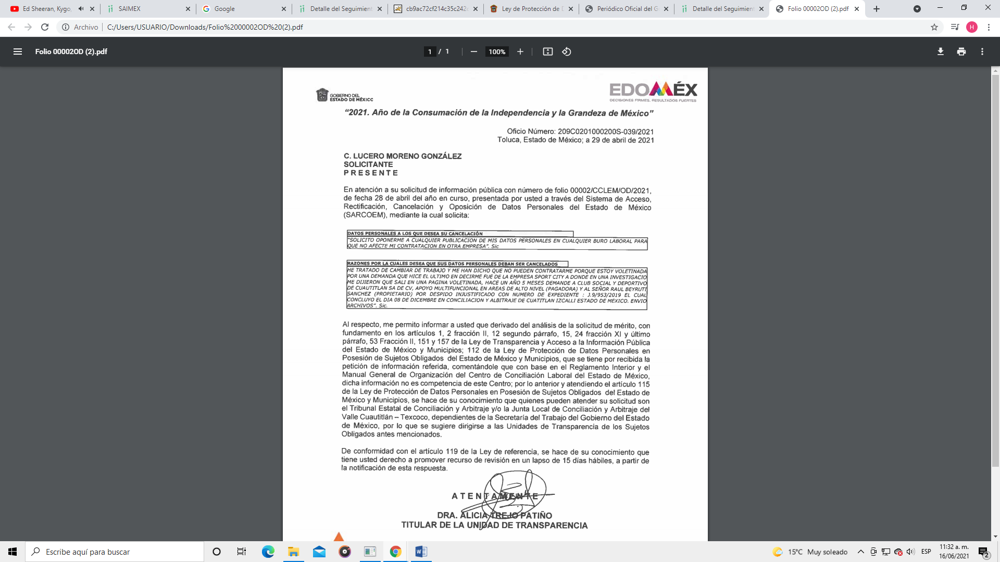 Ed Sheeran, Kygo,
SAIMEX
Google
Detalle del Seguimient
cb9ac72cf214c35c242c
Ley de Protección de D
Periódico Oficial del G
Detalle del Seguimient
Folio 00002OD (2).pdf
Archivo
C:/Users/USUARIO/Downloads/Folio%2000002OD%20(2).pdf
H
Folio 00002OD (2).pdf
1 / 1
100%
GOBIERNO DEL
ESTADO DE MÉXICO
EDOMÉX
DECISIONES FIRMES, RESULTADOS FUERTES
“2021. Año de la Consumación de la Independencia y la Grandeza de México”
Oficio Número: 209C0201000200S-039/2021
Toluca, Estado de México; a 29 de abril de 2021
C. LUCERO MORENO GONZÁLEZ
SOLICITANTE
P R E S E N T E
En atención a su solicitud de información pública con número de folio 00002/CCLEM/OD/2021,
de fecha 28 de abril del año en curso, presentada por usted a través del Sistema de Acceso,
Rectificación, Cancelación y Oposición de Datos Personales del Estado de México
(SARCOEM), mediante la cual solicita:
DATOS PERSONALES A LOS QUE DESEA SU CANCELACIÓN
“SOLICITO OPONERME A CUALQUIER PUBLICACION DE MIS DATOS PERSONALES EN CUALQUIER BURO LABORAL PARA
QUE NO AFECTE MI CONTRATACION EN OTRA EMPRESA”. Sic
RAZONES POR LA CUALES DESEA QUE SUS DATOS PERSONALES DEBAN SER CANCELADOS
HE TRATADO DE CAMBIAR DE TRABAJO Y ME HAN DICHO QUE NO PUEDEN CONTRATARME PORQUE ESTOY VOLETINADA
POR UNA DEMANDA QUE HICE EL ULTIMO EN DECIRME FUE DE LA EMPRESA SPORT CITY A DONDE EN UNA INVESTIGACIO
ME DIJERON QUE SALI EN UNA PAGINA VOLETINADA, HACE UN AÑO 5 MESES DEMANDE A CLUB SOCIAL Y DEPORTIVO
DE CUAUTITLAN SA DE CV, APOYO MULTIFUNCIONAL EN AREAS DE ALTO NIVEL (PAGADORA) Y AL SEÑOR RAUL BEYRUTI
SANCHEZ (PROPIETARIO) POR DESPIDO INJUSTIFICADO CON NUMERO DE EXPEDIENTE : J.9/953/2019 EL CUAL
CONCLUYO EL DIA 08 DE DICEMBRE EN CONCILIACION Y ALBITRAJE DE CUATITLAN IZCALLI ESTADO DE MEXICO. ENVIO
ARCHIVOS”. Sic.
Al respecto, me permito informar a usted que derivado del análisis de la solicitud de mérito, con
fundamento en los artículos 1, 2 fracción II, 12 segundo párrafo, 15, 24 fracción XI y último
párrafo, 53 Fracción II, 151 y 157 de la Ley de Transparencia y Acceso a la Información Pública
del Estado de México y Municipios; 112 de la Ley de Protección de Datos Personales en
Posesión de Sujetos Obligados del Estado de México y Municipios, que se tiene por recibida la
petición de información referida, comentándole que con base en el Reglamento Interior y el
Manual General de Organización del Centro de Conciliación Laboral del Estado de México,
dicha información no es competencia de este Centro; por lo anterior y atendiendo el artículo 115
de la Ley de Protección de Datos Personales en Posesión de Sujetos Obligados del Estado de
México y Municipios, se hace de su conocimiento que quienes pueden atender su solicitud son
el Tribunal Estatal de Conciliación y Arbitraje y/o la Junta Local de Conciliación y Arbitraje del
Valle Cuautitlán – Texcoco, dependientes de la Secretaría del Trabajo del Gobierno del Estado
de México, por lo que se sugiere dirigirse a las Unidades de Transparencia de los Sujetos
Obligados antes mencionados.
De conformidad con el artículo 119 de la Ley de referencia, se hace de su conocimiento que
tiene usted derecho a promover recurso de revisión en un lapso de 15 días hábiles, a partir de
la notificación de esta respuesta.
A T E N T A M E N T E
DRA. ALICIA TREJO PATIÑO
TITULAR DE LA UNIDAD DE TRANSPARENCIA
Escribe aquí para buscar
15°C Muy soleado
ESP
11:32 a. m.
16/06/2021
2